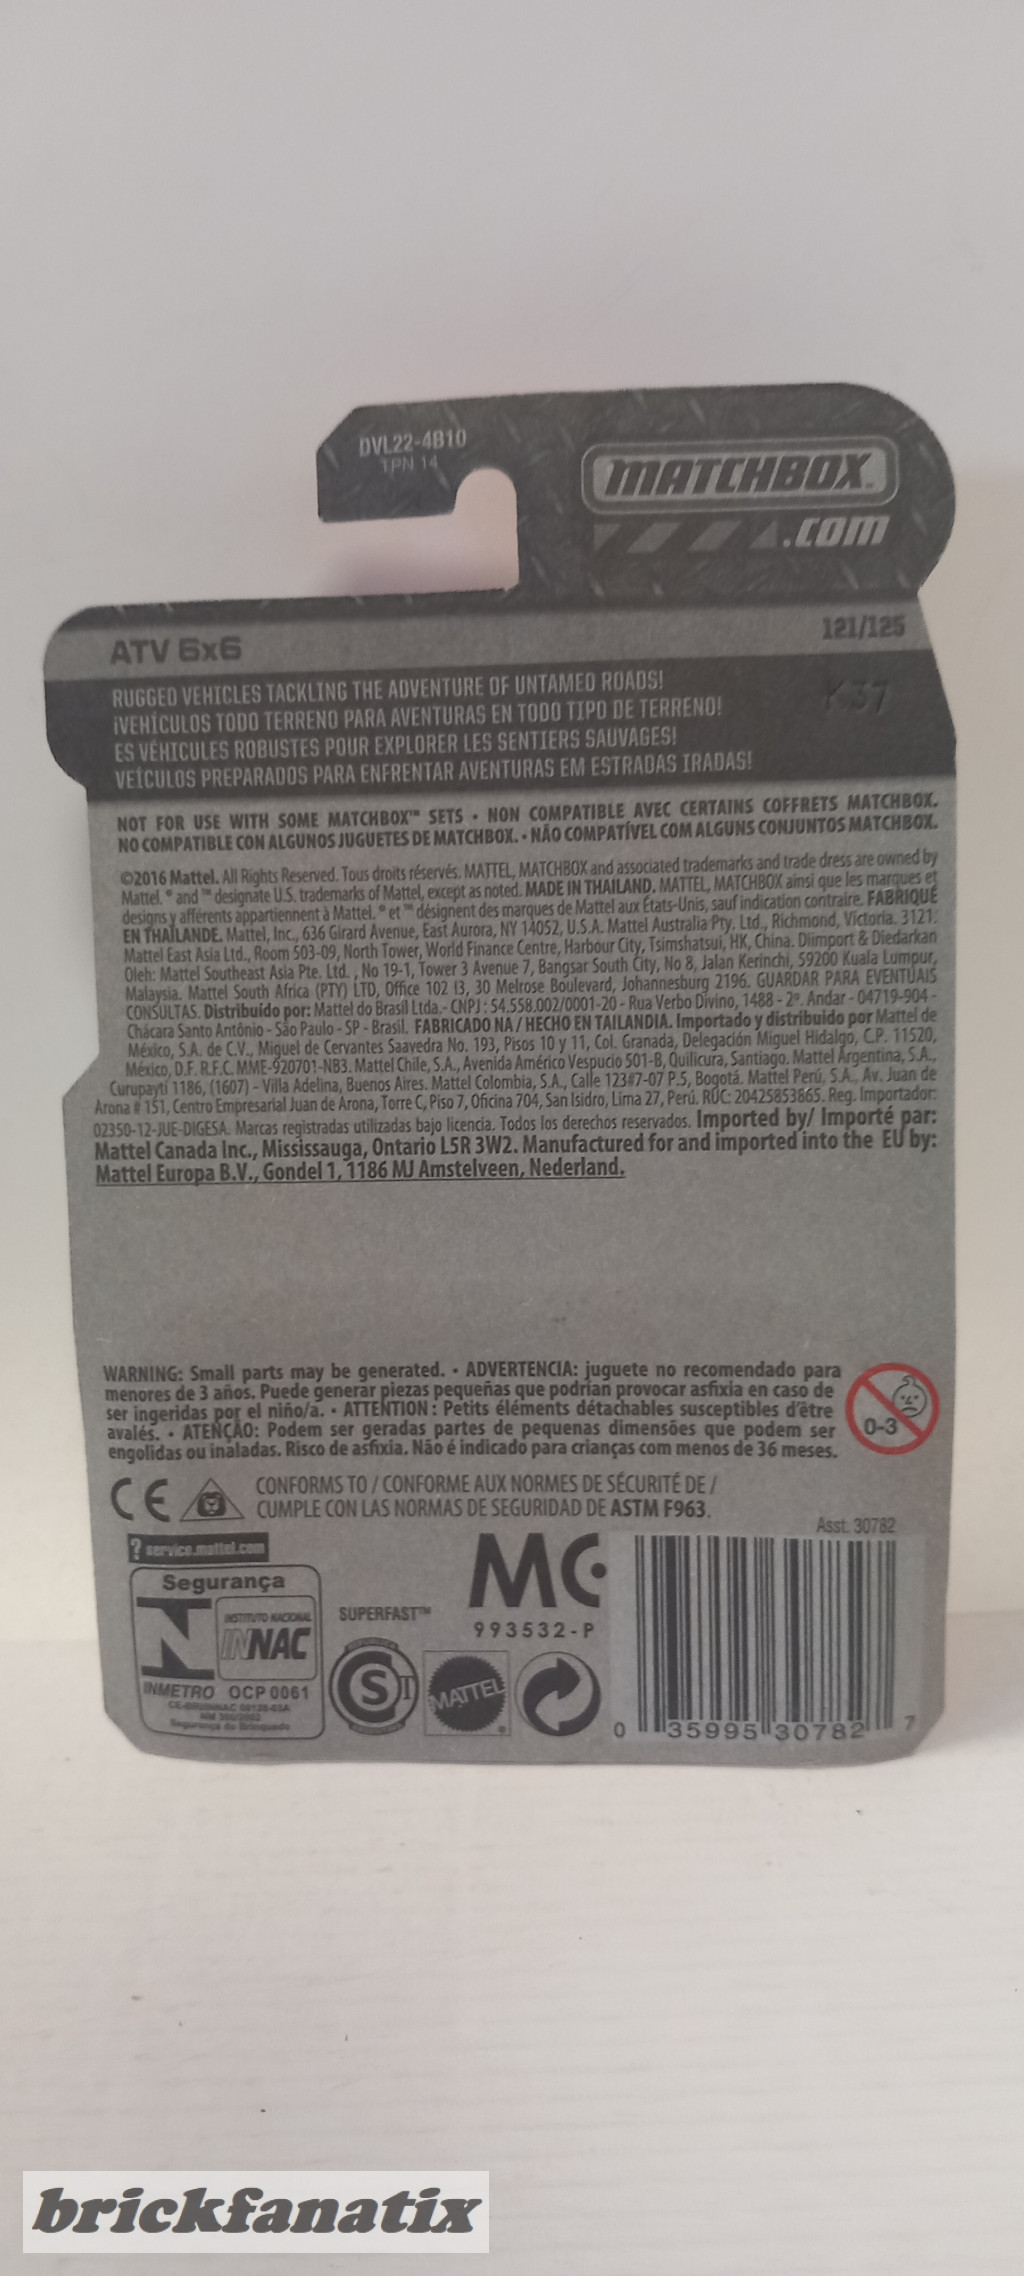 DVL22-4B10
TPN 14
MATCHBOX
.com
ATV 6x6
121/125
K37
RUGGED VEHICLES TACKLING THE ADVENTURE OF UNTAMED ROADS!
¡VEHÍCULOS TODO TERRENO PARA AVENTURAS EN TODO TIPO DE TERRENO!
ES VÉHICULES ROBUSTES POUR EXPLORER LES SENTIERS SAUVAGES!
VEÍCULOS PREPARADOS PARA ENFRENTAR AVENTURAS EM ESTRADAS IRADAS!
NOT FOR USE WITH SOME MATCHBOX™ SETS • NON COMPATIBLE AVEC CERTAINS COFFRETS MATCHBOX.
NO COMPATIBLE CON ALGUNOS JUGUETES DE MATCHBOX. • NÃO COMPATÍVEL COM ALGUNS CONJUNTOS MATCHBOX.
©2016 Mattel. All Rights Reserved. Tous droits réservés. MATTEL, MATCHBOX and associated trademarks and trade dress are owned by
Mattel. ® and ™ designate U.S. trademarks of Mattel, except as noted. MADE IN THAILAND. MATTEL, MATCHBOX ainsi que les marques et
designs y afférents appartiennent à Mattel. ® et ™ désignent des marques de Mattel aux États-Unis, sauf indication contraire. FABRIQUÉ
EN THAÏLANDE. Mattel, Inc., 636 Girard Avenue, East Aurora, NY 14052, U.S.A. Mattel Australia Pty. Ltd., Richmond, Victoria. 3121.
Mattel East Asia Ltd., Room 503-09, North Tower, World Finance Centre, Harbour City, Tsimshatsui, HK, China. Diimport & Diedarkan
Oleh: Mattel Southeast Asia Pte. Ltd., No 19-1, Tower 3 Avenue 7, Bangsar South City, No 8, Jalan Kerinchi, 59200 Kuala Lumpur,
Malaysia. Mattel South Africa (PTY) LTD, Office 102 I3, 30 Melrose Boulevard, Johannesburg 2196. GUARDAR PARA EVENTUAIS
CONSULTAS. Distribuído por: Mattel do Brasil Ltda.- CNPJ : 54.558.002/0001-20 - Rua Verbo Divino, 1488 - 2º. Andar - 04719-904 -
Chácara Santo Antônio - São Paulo - SP - Brasil. FABRICADO NA / HECHO EN TAILANDIA. Importado y distribuido por Mattel de
México, S.A. de C.V., Miguel de Cervantes Saavedra No. 193, Pisos 10 y 11, Col. Granada, Delegación Miguel Hidalgo, C.P. 11520,
México, D.F. R.F.C. MME-920701-NB3. Mattel Chile, S.A., Avenida Américo Vespucio 501-B, Quilicura, Santiago. Mattel Argentina, S.A.,
Curupaytí 1186, (1607) - Villa Adelina, Buenos Aires. Mattel Colombia, S.A., Calle 123#7-07 P.5, Bogotá. Mattel Perú, S.A., Av. Juan de
Arona # 151, Centro Empresarial Juan de Arona, Torre C, Piso 7, Oficina 704, San Isidro, Lima 27, Perú. RUC: 20425853865. Reg. Importador:
02350-12-JUE-DIGESA. Marcas registradas utilizadas bajo licencia. Todos los derechos reservados. Imported by/ Importé par:
Mattel Canada Inc., Mississauga, Ontario L5R 3W2. Manufactured for and imported into the EU by:
Mattel Europa B.V., Gondel 1, 1186 MJ Amstelveen, Nederland.
WARNING: Small parts may be generated. • ADVERTENCIA: juguete no recomendado para
menores de 3 años. Puede generar piezas pequeñas que podrían provocar asfixia en caso de
ser ingeridas por el niño/a. • ATTENTION : Petits éléments détachables susceptibles d'être
avalés. • ATENÇÃO: Podem ser geradas partes de pequenas dimensões que podem ser
engolidas ou inaladas. Risco de asfixia. Não é indicado para crianças com menos de 36 meses.
0-3
CE
CONFORMS TO / CONFORME AUX NORMES DE SÉCURITÉ DE /
CUMPLE CON LAS NORMAS DE SEGURIDAD DE ASTM F963.
Asst. 30782
? service.mattel.com
Segurança
INSTITUTO NACIONAL
INNAC
INMETRO OCP 0061
Segurança do Brinquedo
SUPERFAST™
MC
993532-P
S
MATTEL
0 35995 30782 7
brickfanatix